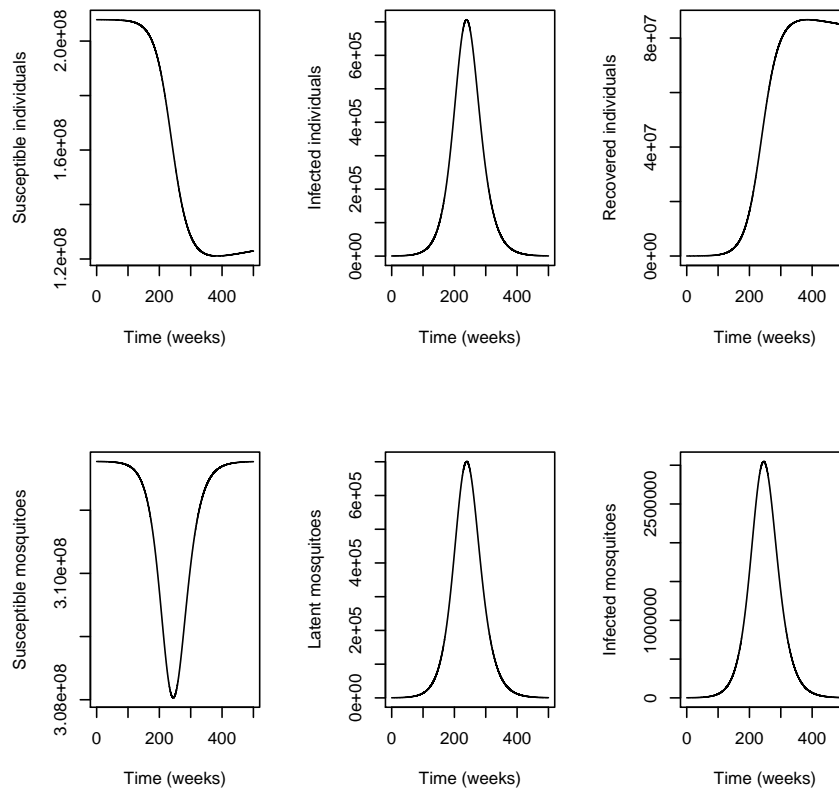 Susceptible individuals
1.2e+08 1.6e+08 2.0e+08
0 200 400
Time (weeks)
Infected individuals
0e+00 2e+05 4e+05 6e+05
0 200 400
Time (weeks)
Recovered individuals
0e+00 4e+07 8e+07
0 200 400
Time (weeks)
Susceptible mosquitoes
3.08e+08 3.10e+08
0 200 400
Time (weeks)
Latent mosquitoes
0e+00 2e+05 4e+05 6e+05
0 200 400
Time (weeks)
Infected mosquitoes
0 1000000 2500000
0 200 400
Time (weeks)